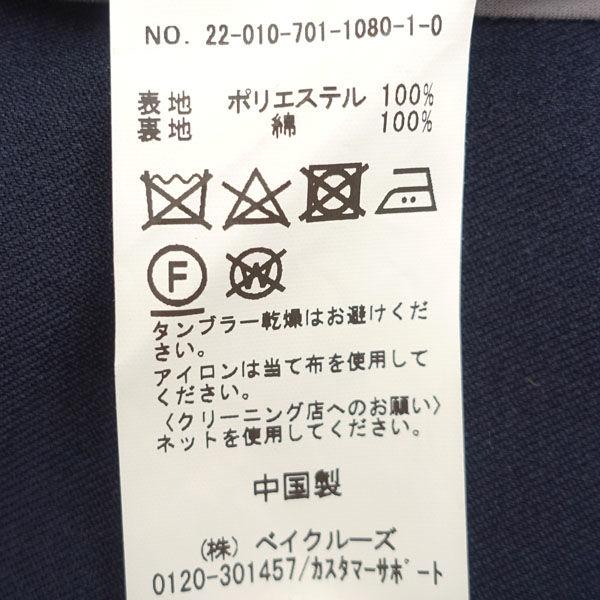 NO. 22-010-701-1080-1-0
表地 ポリエステル 100%
裏地 綿 100%
F W
タンブラー乾燥はお避けくだ
さい。
アイロンは当て布を使用して
ください。
〈クリーニング店へのお願い〉
ネットを使用してください。
中国製
(株) ベイクルーズ
0120-301457/カスタマーサポート